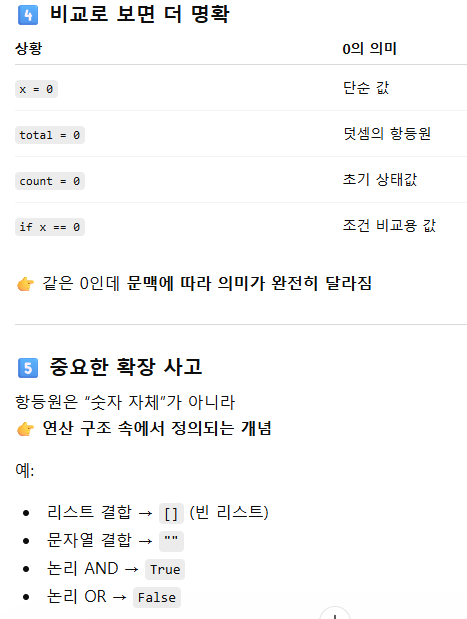 4 비교로 보면 더 명확
상황 0의 의미
x = 0 단순 값
total = 0 덧셈의 항등원
count = 0 초기 상태값
if x == 0 조건 비교용 값
👉 같은 0인데 문맥에 따라 의미가 완전히 달라짐
5 중요한 확장 사고
항등원은 “숫자 자체”가 아니라
👉 연산 구조 속에서 정의되는 개념
예:
• 리스트 결합 → [] (빈 리스트)
• 문자열 결합 → ""
• 논리 AND → True
• 논리 OR → False